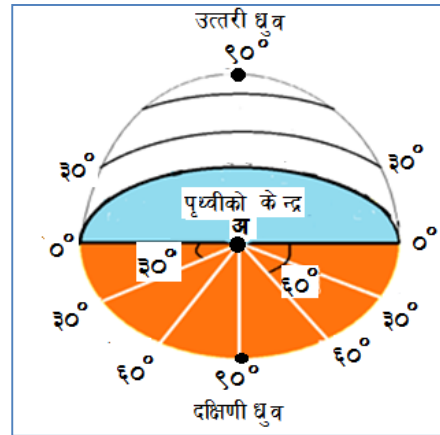 उत्तरी ध्रुव
९०°
३०° ३०°
पृथ्वीको केन्द्र
अ
०° ०°
३०° ६०°
३०° ३०°
६०° ६०°
९०°
दक्षिणी ध्रुव